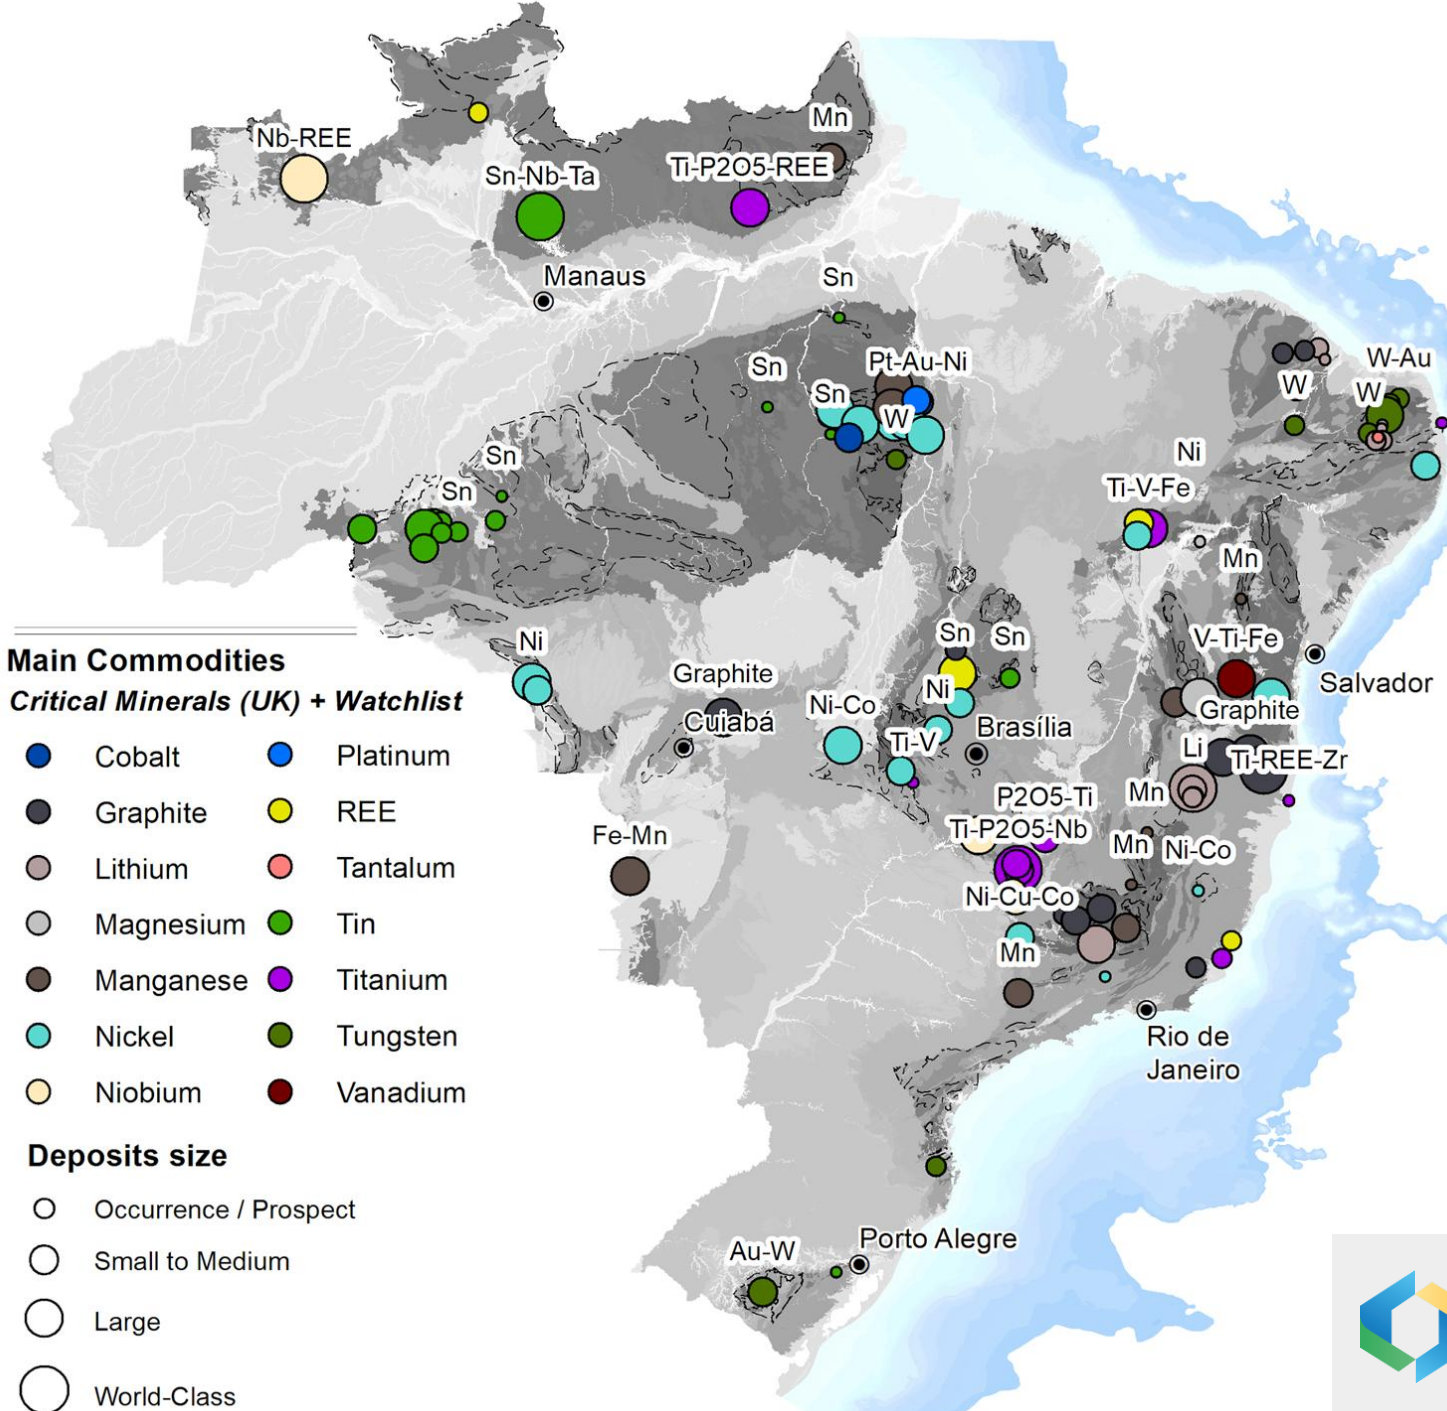 Mn
Nb-REE
Sn-Nb-Ta
Ti-P2O5-REE
Manaus
Sn
Sn
Pt-Au-Ni
Sn
W
W-Au
W
W
Ni
Ti-V-Fe
Sn
Sn
Mn
Ni
Sn
Sn
V-Ti-Fe
Graphite
Ni
Salvador
Graphite
Cuiabá
Ni-Co
Brasília
Ti-V
Li
Ti-REE-Zr
Mn
P2O5-Ti
Ti-P2O5-Nb
Fe-Mn
Mn
Ni-Co
Ni-Cu-Co
Mn
Rio de
Janeiro
Au-W
Porto Alegre
Main Commodities
Critical Minerals (UK) + Watchlist
Cobalt
Platinum
Graphite
REE
Lithium
Tantalum
Magnesium
Tin
Manganese
Titanium
Nickel
Tungsten
Niobium
Vanadium
Deposits size
Occurrence / Prospect
Small to Medium
Large
World-Class